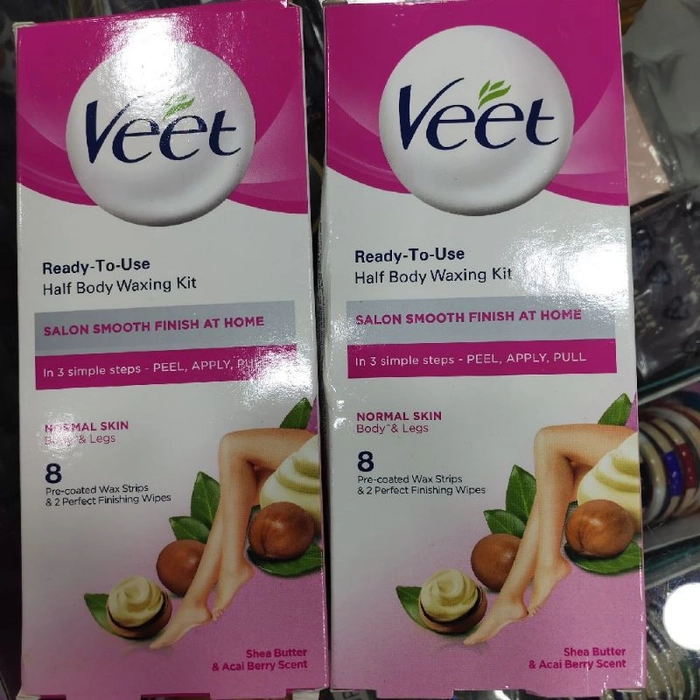 Veet
Ready-To-Use
Half Body Waxing Kit
SALON SMOOTH FINISH AT HOME
In 3 simple steps - PEEL, APPLY, PULL
NORMAL SKIN
Body^ & Legs
8
Pre-coated Wax Strips
& 2 Perfect Finishing Wipes
Shea Butter
& Acai Berry Scent
Veet
Ready-To-Use
Half Body Waxing Kit
SALON SMOOTH FINISH AT HOME
In 3 simple steps - PEEL, APPLY, PULL
NORMAL SKIN
Body^ & Legs
8
Pre-coated Wax Strips
& 2 Perfect Finishing Wipes
Shea Butter
& Acai Berry Scent